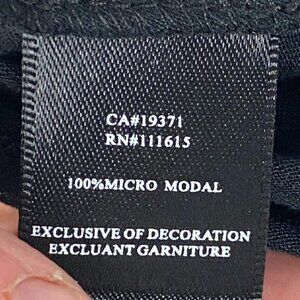 CA#19371
RN#111615
100%MICRO MODAL
EXCLUSIVE OF DECORATION
EXCLUANT GARNITURE